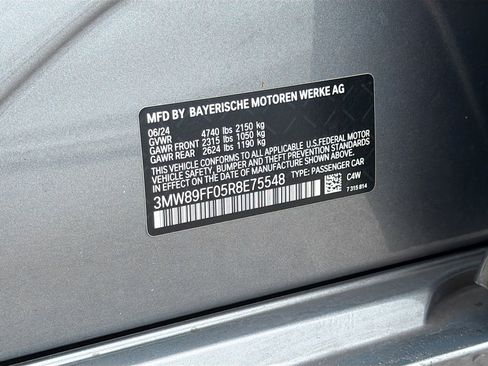 MFD BY BAYERISCHE MOTOREN WERKE AG
06/24
GVWR 4740 lbs 2150 kg
GAWR FRONT 2315 lbs 1050 kg
GAWR REAR 2624 lbs 1190 kg
THIS VEHICLE CONFORMS TO ALL APPLICABLE U.S. FEDERAL MOTOR
VEHICLE SAFETY, BUMPER AND THEFT PREVENTION STANDARDS
IN EFFECT ON THE DATE OF MANUFACTURE SHOWN ABOVE.
3MW89FF05R8E75548 TYPE: PASSENGER CAR
C4W
7 315 814